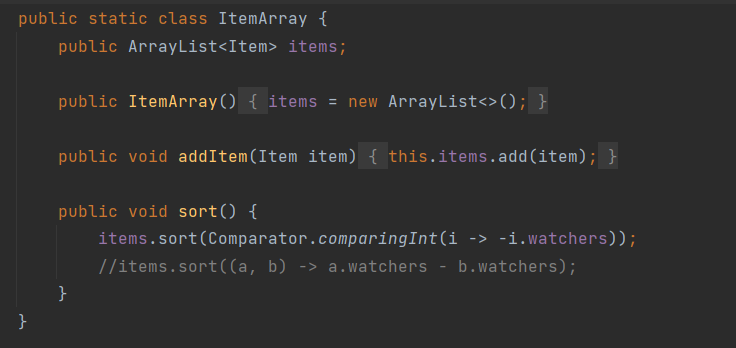 public static class ItemArray {
public ArrayList<Item> items;
public ItemArray() { items = new ArrayList<>(); }
public void addItem(Item item) { this.items.add(item); }
public void sort() {
items.sort(Comparator.comparingInt(i -> -i.watchers));
//items.sort((a, b) -> a.watchers - b.watchers);
}
}